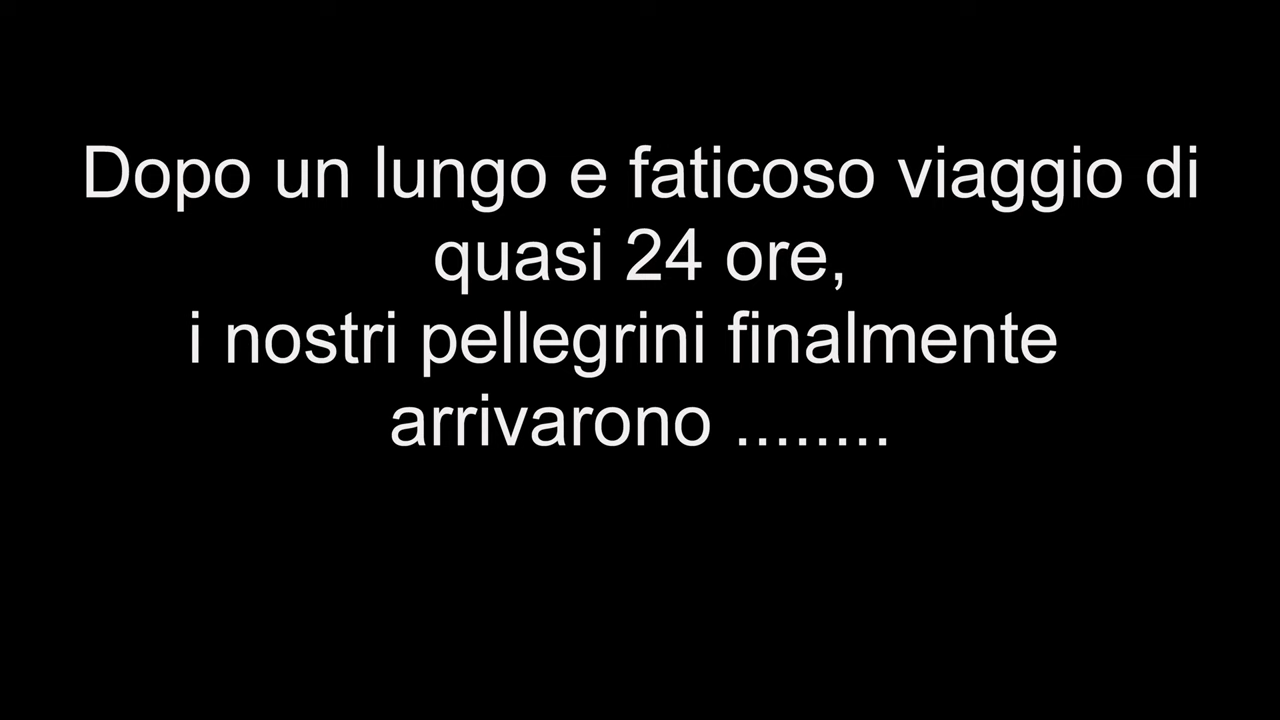 Dopo un lungo e faticoso viaggio di
quasi 24 ore,
i nostri pellegrini finalmente
arrivarono ........